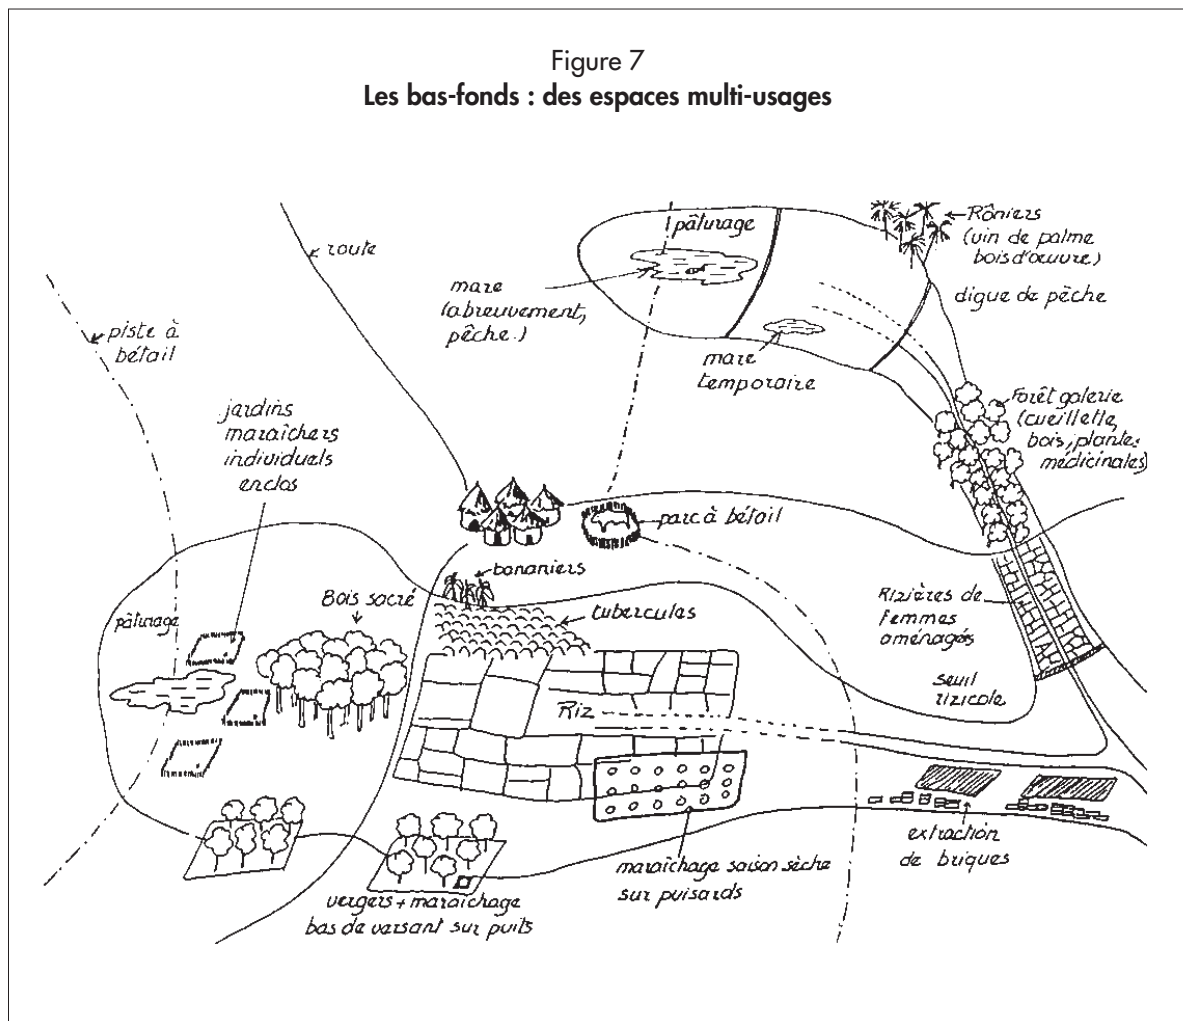 Figure 7
Les bas-fonds : des espaces multi-usages
Rôniers
(vin de palme
bois d'œuvre)
pâturage
route
mare
(abreuvement,
pêche.)
digue de pêche
piste à
bétail
mare
temporaire
jardins
maraîchers
individuels
enclos
Forêt galerie
(cueillette,
bois, plantes
médicinales)
parc à bétail
bananiers
Bois sacré
tubercules
Rizières de
femmes
aménagés
pâturage
seuil
rizicole
Riz
extraction
de briques
maraîchage saison sèche
sur puisards
vergers + maraîchage
bas de versant sur puits